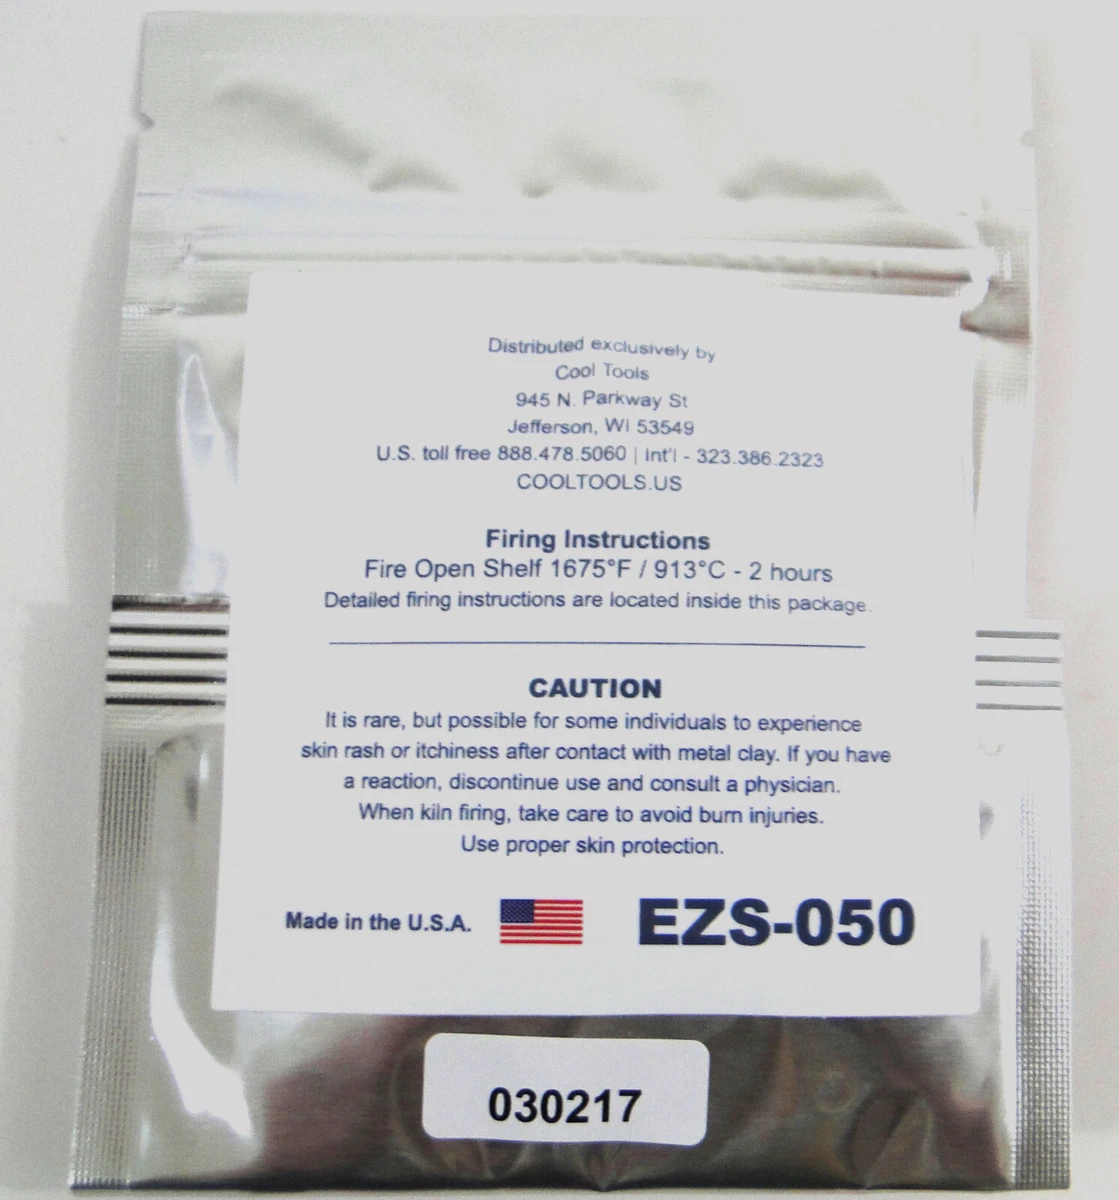 Distributed exclusively by
Cool Tools
945 N. Parkway St
Jefferson, WI 53549
U.S. toll free 888.478.5060 | Int'l - 323.386.2323
COOLTOOLS.US
Firing Instructions
Fire Open Shelf 1675°F / 913°C - 2 hours
Detailed firing instructions are located inside this package.
CAUTION
It is rare, but possible for some individuals to experience
skin rash or itchiness after contact with metal clay. If you have
a reaction, discontinue use and consult a physician.
When kiln firing, take care to avoid burn injuries.
Use proper skin protection.
Made in the U.S.A. EZS-050
030217